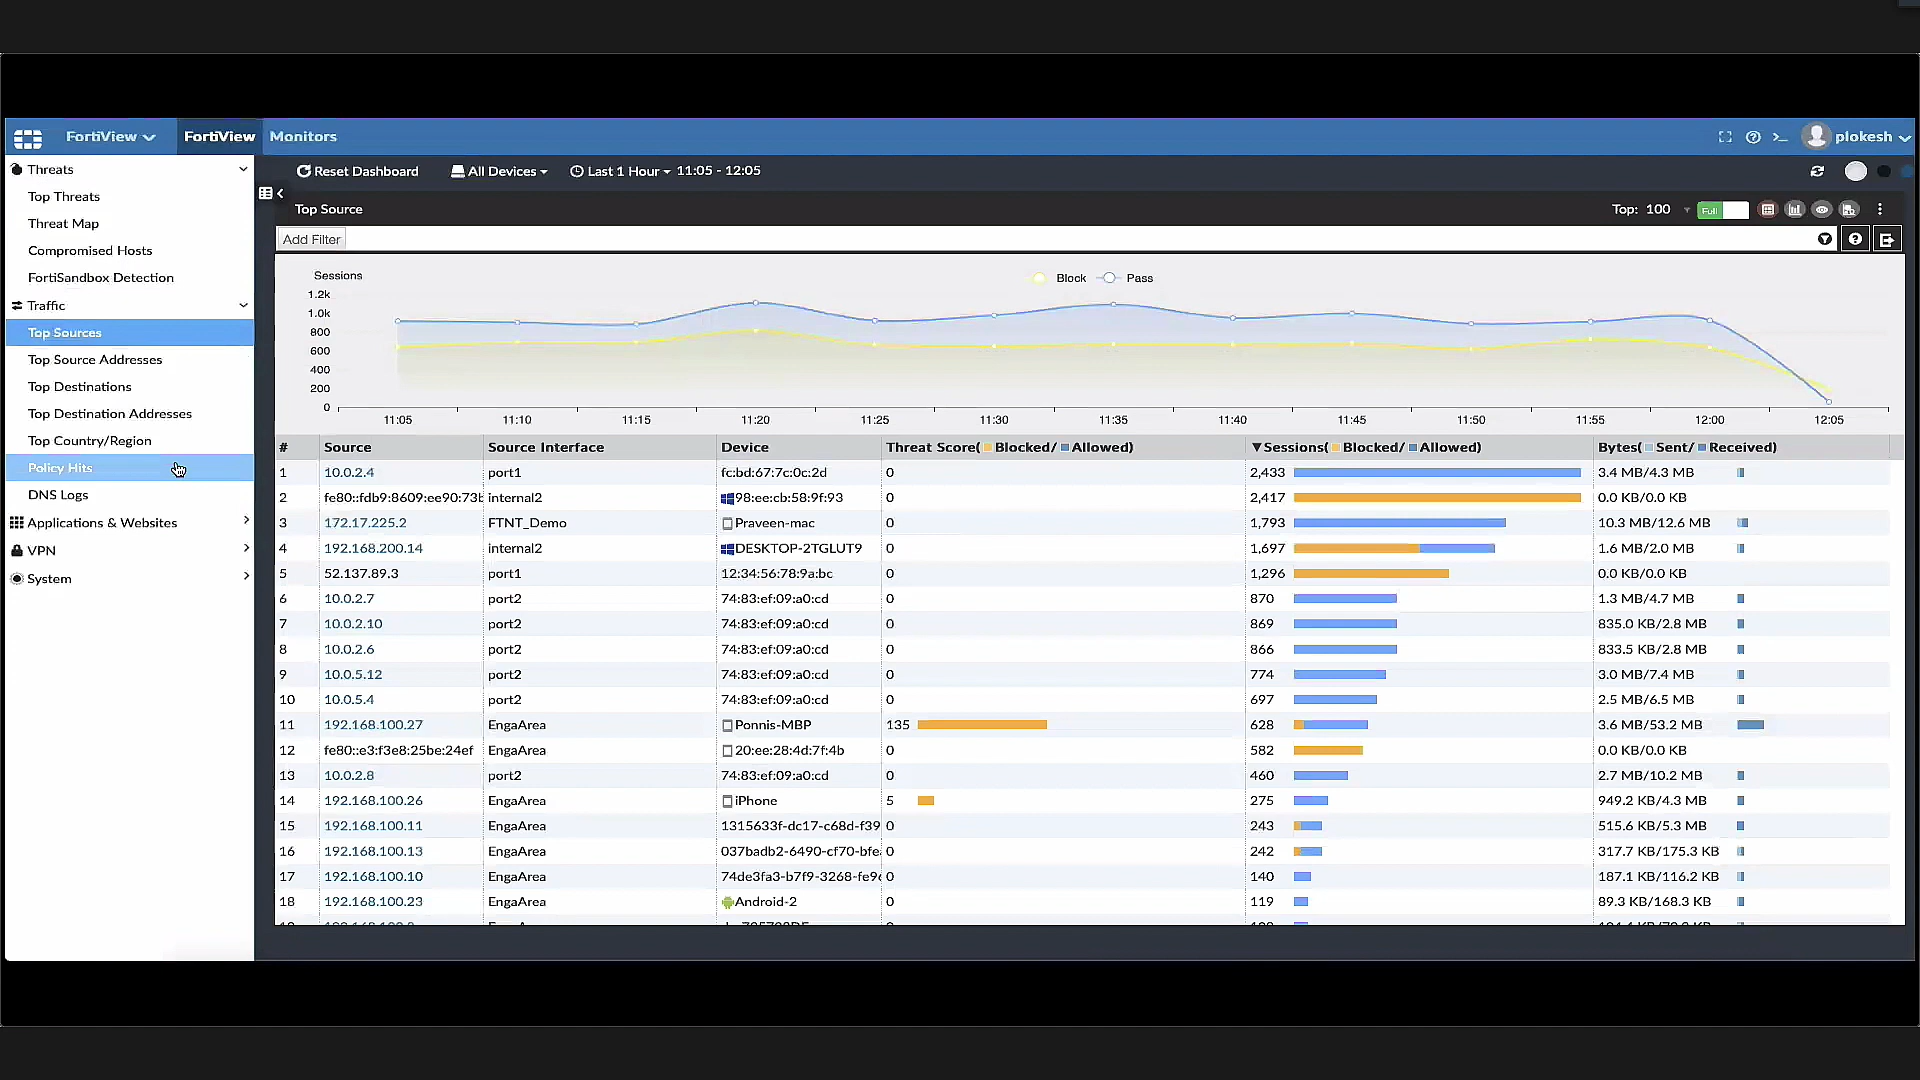 FortiView FortiView Monitors plokesh
Threats
Top Threats
Threat Map
Compromised Hosts
FortiSandbox Detection
Traffic
Top Sources
Top Source Addresses
Top Destinations
Top Destination Addresses
Top Country/Region
Policy Hits
DNS Logs
Applications & Websites
VPN
System
Reset Dashboard All Devices Last 1 Hour 11:05 - 12:05
Top Source Top: 100 Full
Add Filter
Sessions Block Pass
1.2k
1.0k
800
600
400
200
0
11:05 11:10 11:15 11:20 11:25 11:30 11:35 11:40 11:45 11:50 11:55 12:00 12:05
# Source Source Interface Device Threat Score( Blocked/ Allowed) ▼Sessions( Blocked/ Allowed) Bytes( Sent/ Received)
1 10.0.2.4 port1 fc:bd:67:7c:0c:2d 0 2,433 3.4 MB/4.3 MB
2 fe80::fdb9:8609:ee90:73b internal2 98:ee:cb:58:9f:93 0 2,417 0.0 KB/0.0 KB
3 172.17.225.2 FTNT_Demo Praveen-mac 0 1,793 10.3 MB/12.6 MB
4 192.168.200.14 internal2 DESKTOP-2TGLUT9 0 1,697 1.6 MB/2.0 MB
5 52.137.89.3 port1 12:34:56:78:9a:bc 0 1,296 0.0 KB/0.0 KB
6 10.0.2.7 port2 74:83:ef:09:a0:cd 0 870 1.3 MB/4.7 MB
7 10.0.2.10 port2 74:83:ef:09:a0:cd 0 869 835.0 KB/2.8 MB
8 10.0.2.6 port2 74:83:ef:09:a0:cd 0 866 833.5 KB/2.8 MB
9 10.0.5.12 port2 74:83:ef:09:a0:cd 0 774 3.0 MB/7.4 MB
10 10.0.5.4 port2 74:83:ef:09:a0:cd 0 697 2.5 MB/6.5 MB
11 192.168.100.27 EngaArea Ponnis-MBP 135 628 3.6 MB/53.2 MB
12 fe80::e3:f3e8:25be:24ef EngaArea 20:ee:28:4d:7f:4b 0 582 0.0 KB/0.0 KB
13 10.0.2.8 port2 74:83:ef:09:a0:cd 0 460 2.7 MB/10.2 MB
14 192.168.100.26 EngaArea iPhone 5 275 949.2 KB/4.3 MB
15 192.168.100.11 EngaArea 1315633f-dc17-c68d-f39 0 243 515.6 KB/5.3 MB
16 192.168.100.13 EngaArea 037badb2-6490-cf70-bfe 0 242 317.7 KB/175.3 KB
17 192.168.100.10 EngaArea 74de3fa3-b7f9-3268-fe9 0 140 187.1 KB/116.2 KB
18 192.168.100.23 EngaArea Android-2 0 119 89.3 KB/168.3 KB